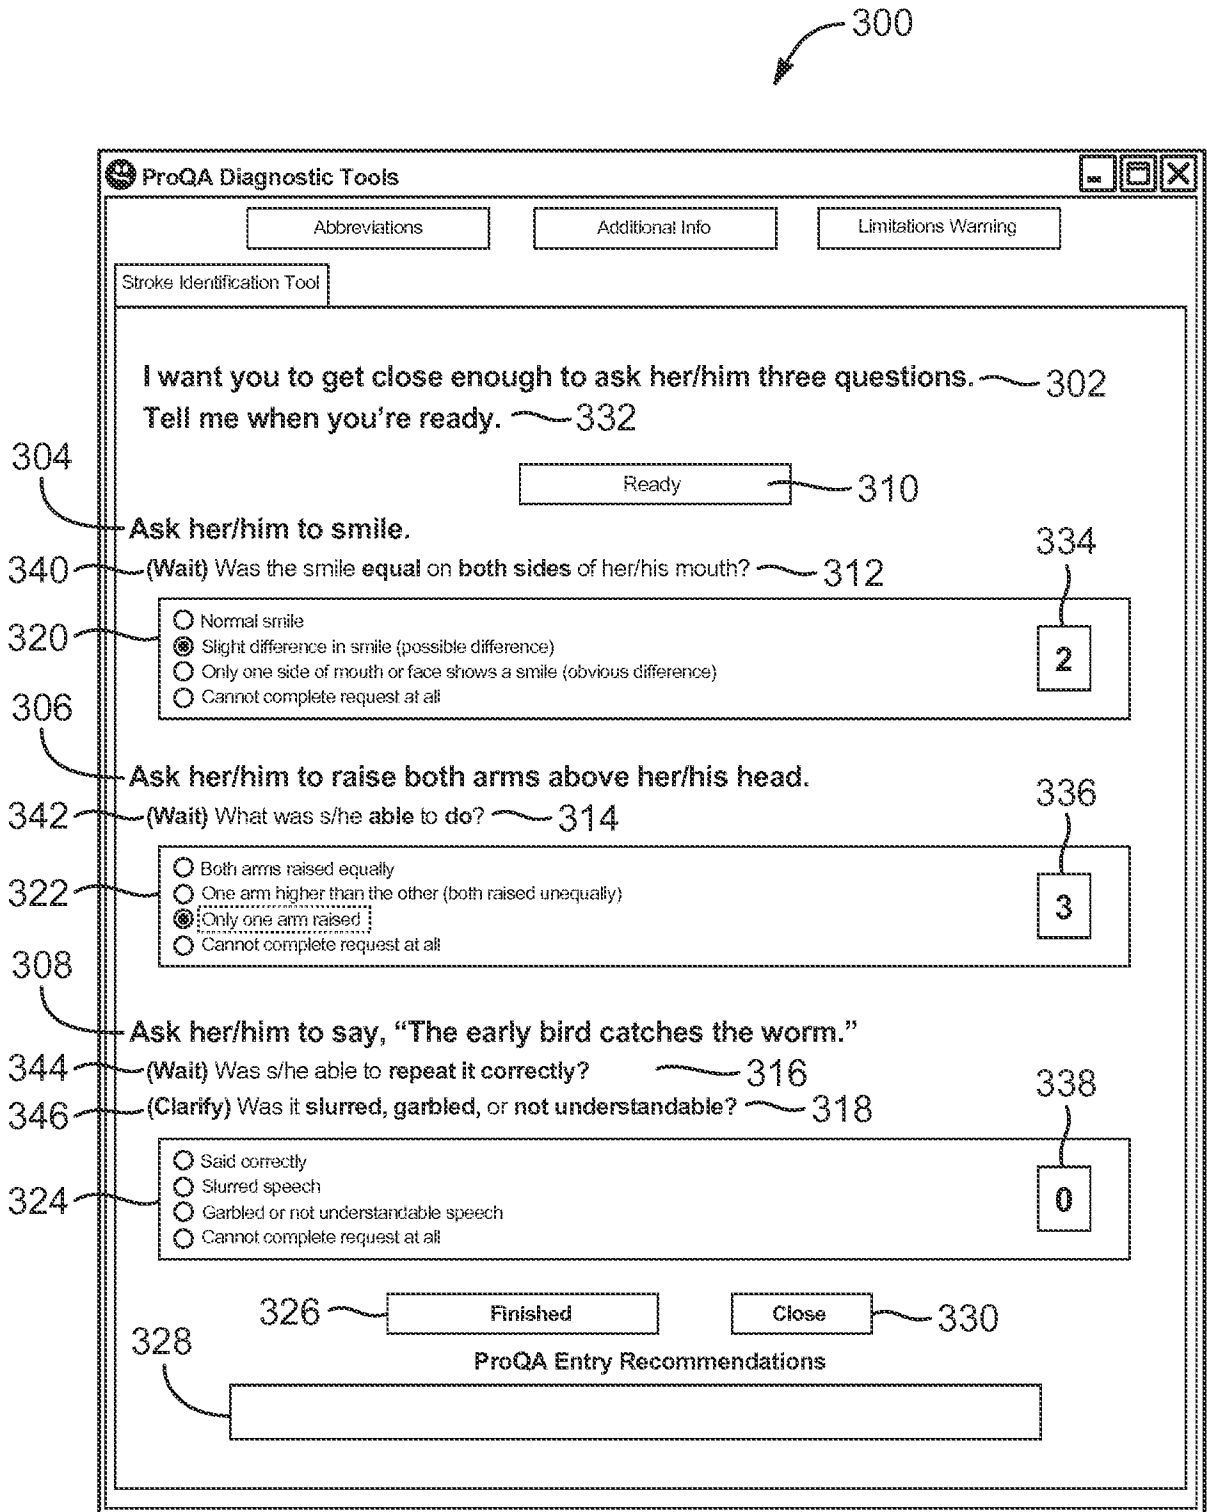 300
ProQA Diagnostic Tools
Abbreviations Additional Info Limitations Warning
Stroke Identification Tool
I want you to get close enough to ask her/him three questions. 302
Tell me when you're ready. 332
304
Ready 310
Ask her/him to smile.
334
340 (Wait) Was the smile equal on both sides of her/his mouth? 312
Normal smile
320 Slight difference in smile (possible difference) 2
Only one side of mouth or face shows a smile (obvious difference)
Cannot complete request at all
306
Ask her/him to raise both arms above her/his head.
336
342 (Wait) What was s/he able to do? 314
Both arms raised equally
322 One arm higher than the other (both raised unequally)
Only one arm raised 3
Cannot complete request at all
308
Ask her/him to say, “The early bird catches the worm.”
344 (Wait) Was s/he able to repeat it correctly? 316
346 (Clarify) Was it slurred, garbled, or not understandable? 318 338
Said correctly
324 Slurred speech 0
Garbled or not understandable speech
Cannot complete request at all
326 Finished Close 330
328
ProQA Entry Recommendations